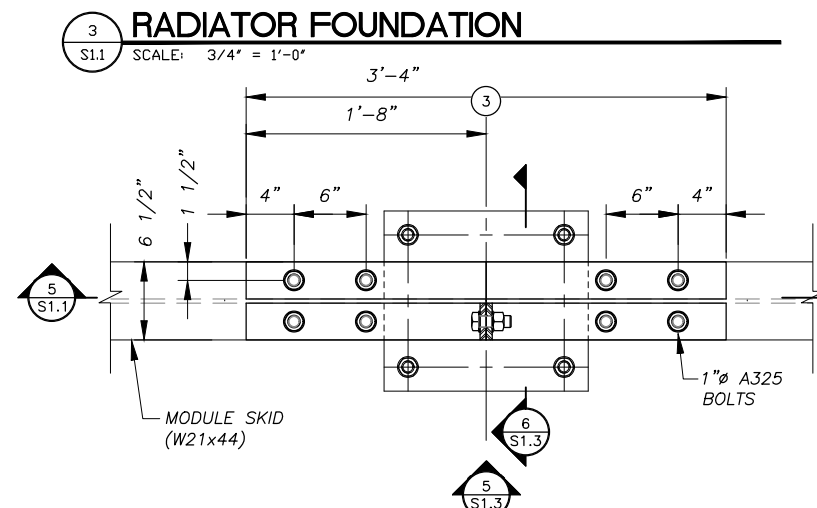 3
S1.1
RADIATOR FOUNDATION
SCALE: 3/4" = 1'-0"
3'-4"
3
1'-8"
4"
6"
6"
4"
1 1/2"
6 1/2"
5
S1.1
1"ø A325
BOLTS
MODULE SKID
(W21x44)
6
S1.3
5
S1.3